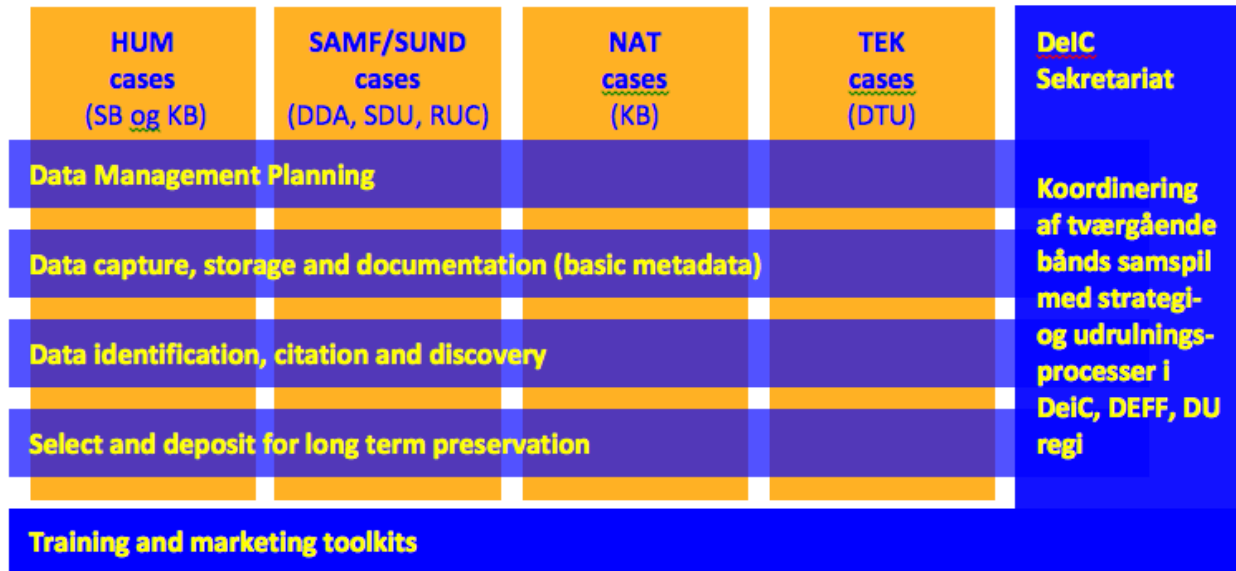 HUM
cases
(SB og KB)
SAMF/SUND
cases
(DDA, SDU, RUC)
NAT
cases
(KB)
TEK
cases
(DTU)
DeIC
Sekretariat
Data Management Planning
Data capture, storage and documentation (basic metadata)
Data identification, citation and discovery
Select and deposit for long term preservation
Koordinering
af tværgående
bånds samspil
med strategi-
og udrulnings-
processer i
DeiC, DEFF, DU
regi
Training and marketing toolkits